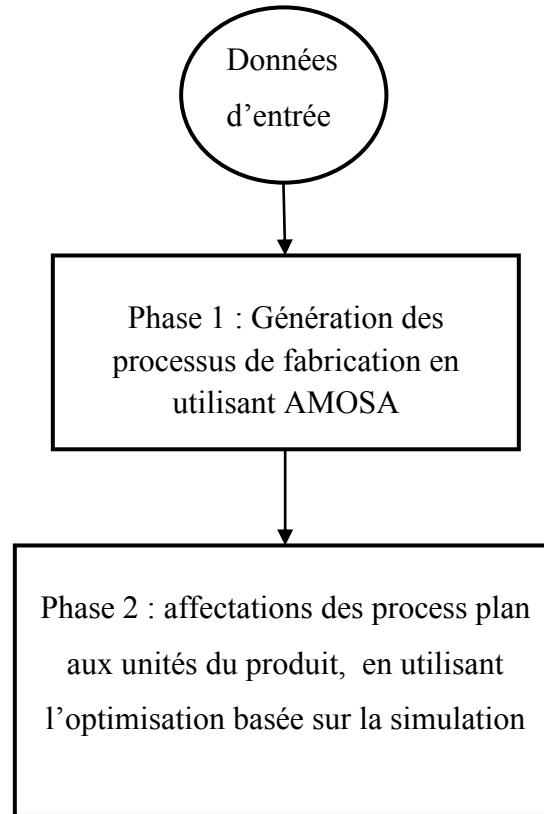 Données
d’entrée
Phase 1 : Génération des
processus de fabrication en
utilisant AMOSA
Phase 2 : affectations des process plan
aux unités du produit, en utilisant
l’optimisation basée sur la simulation